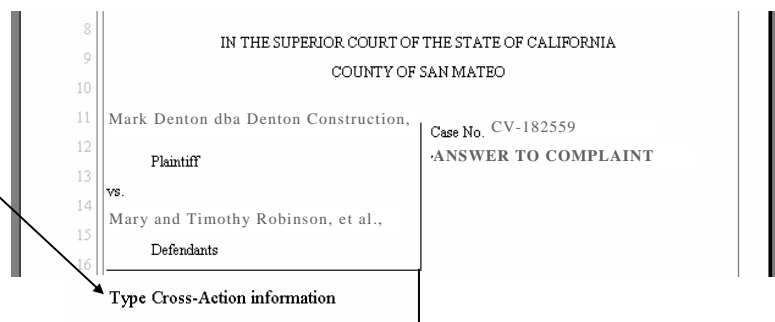 8
IN THE SUPERIOR COURT OF THE STATE OF CALIFORNIA
9
COUNTY OF SAN MATEO
10
11 Mark Denton dba Denton Construction,
Case No. CV-182559
12
Plaintiff
ANSWER TO COMPLAINT
13
vs.
14
Mary and Timothy Robinson, et al.,
15
Defendants
16
Type Cross-Action information